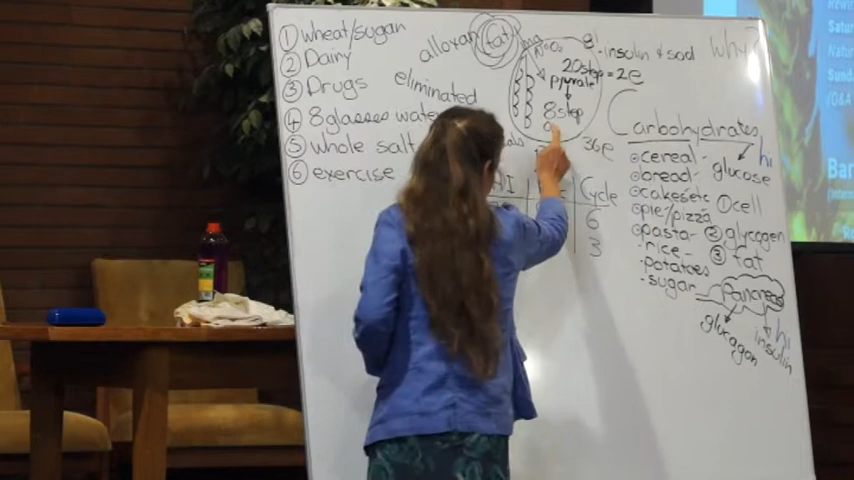 ① wheat/sugar
② Dairy
③ Drugs eliminated
④ 8 glasses water
⑤ whole salt
⑥ exercise
alloxan
fat
20 step = 2e
pyruvate
8 step
36e
insulin & sod
Why?
Cycle
6
3
Carbohydrates
cereal - hi
bread - glucose
cakes etc ① cell
pie/pizza
pasta - ② glycogen
rice - ③ fat
potatoes
sugar
Pancreas
glucagon
hi
insulin